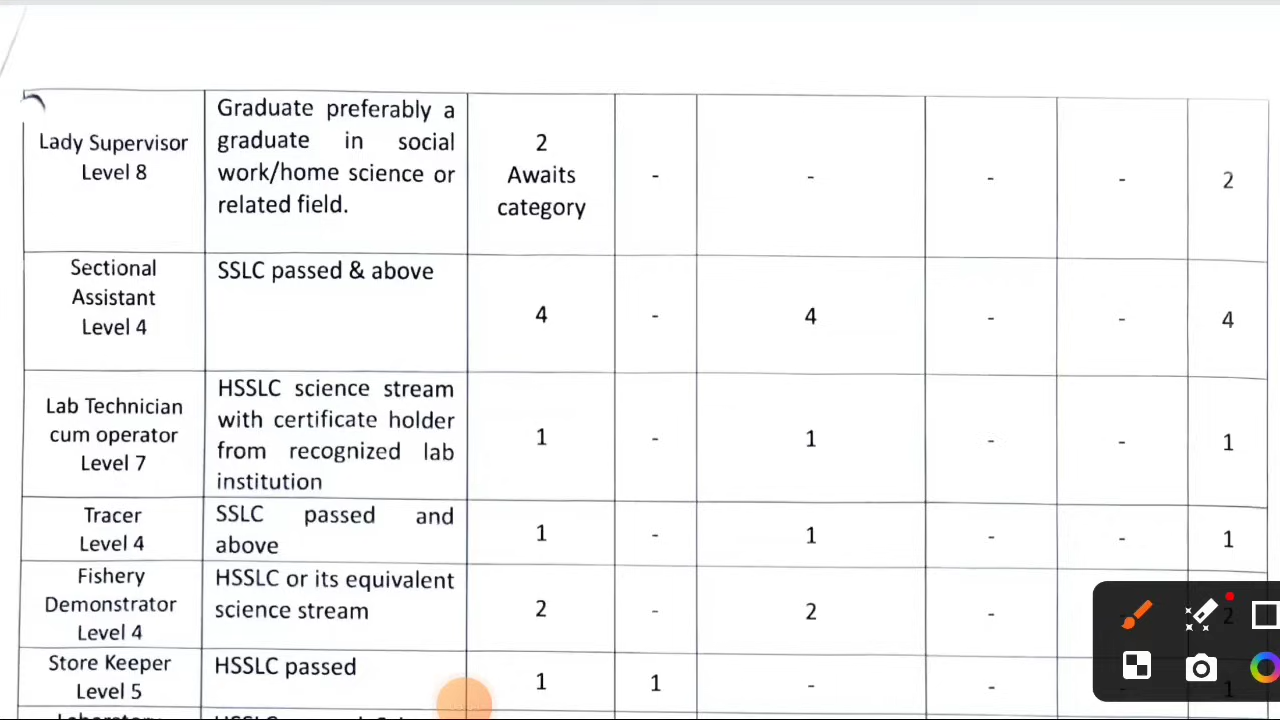 Lady Supervisor
Level 8
Graduate preferably a
graduate in social
work/home science or
related field.
2
Awaits
category
-
-
-
-
2
Sectional
Assistant
Level 4
SSLC passed & above
4
-
4
-
-
4
Lab Technician
cum operator
Level 7
HSSLC science stream
with certificate holder
from recognized lab
institution
1
-
1
-
-
1
Tracer
Level 4
SSLC passed and
above
1
-
1
-
-
1
Fishery
Demonstrator
Level 4
HSSLC or its equivalent
science stream
2
-
2
-
-
2
Store Keeper
Level 5
HSSLC passed
1
1
-
-
-
1